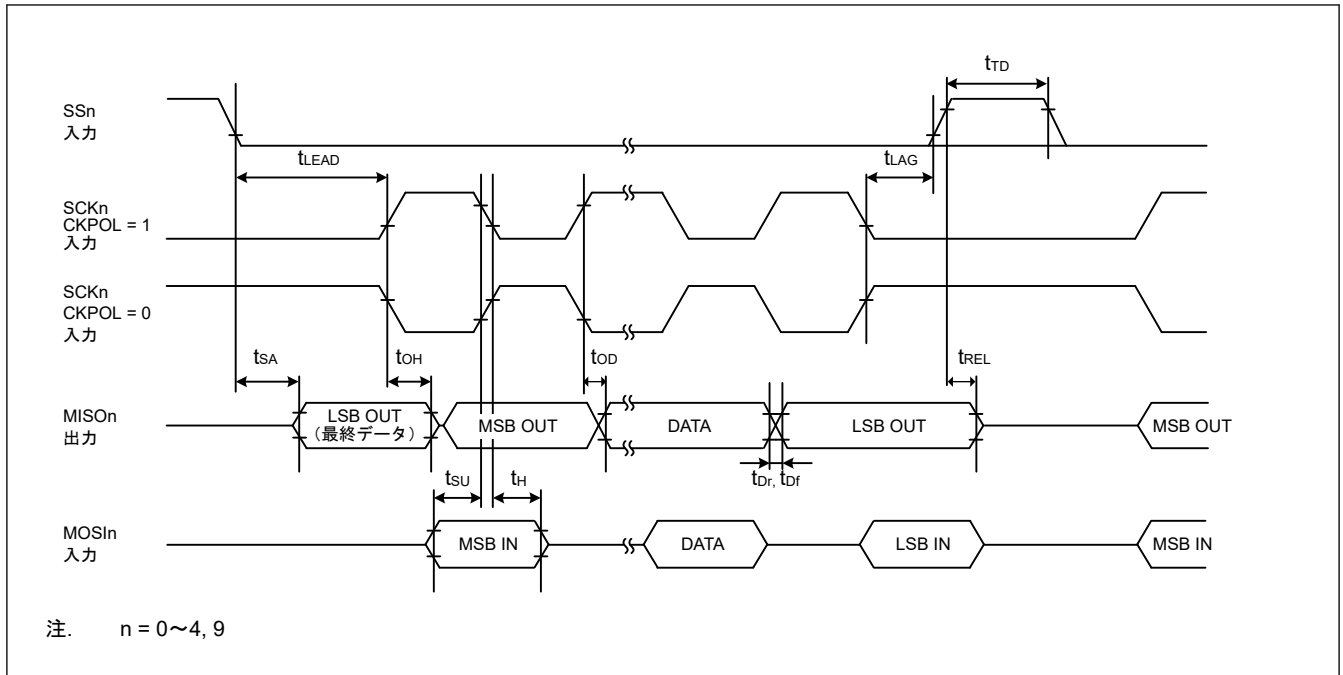 tTD
SSn
入力
tLEAD
tLAG
SCKn
CKPOL = 1
入力
SCKn
CKPOL = 0
入力
tSA
tOH
tOD
tREL
MISOn
出力
LSB OUT
（最終データ）
MSB OUT
DATA
LSB OUT
MSB OUT
tSU
tH
tDr, tDf
MOSIn
入力
MSB IN
DATA
LSB IN
MSB IN
注. n = 0～4, 9